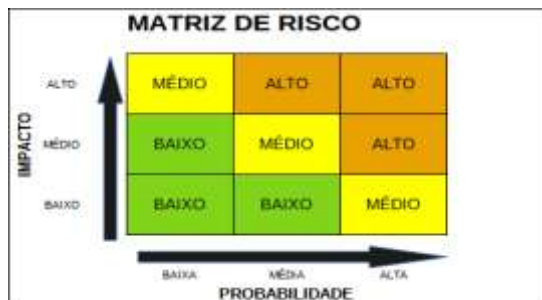 MATRIZ DE RISCO
ALTO MÉDIO ALTO ALTO
IMPACTO
MÉDIO BAIXO MÉDIO ALTO
BAIXO BAIXO BAIXO MÉDIO
BAIXA MÉDIA ALTA
PROBABILIDADE